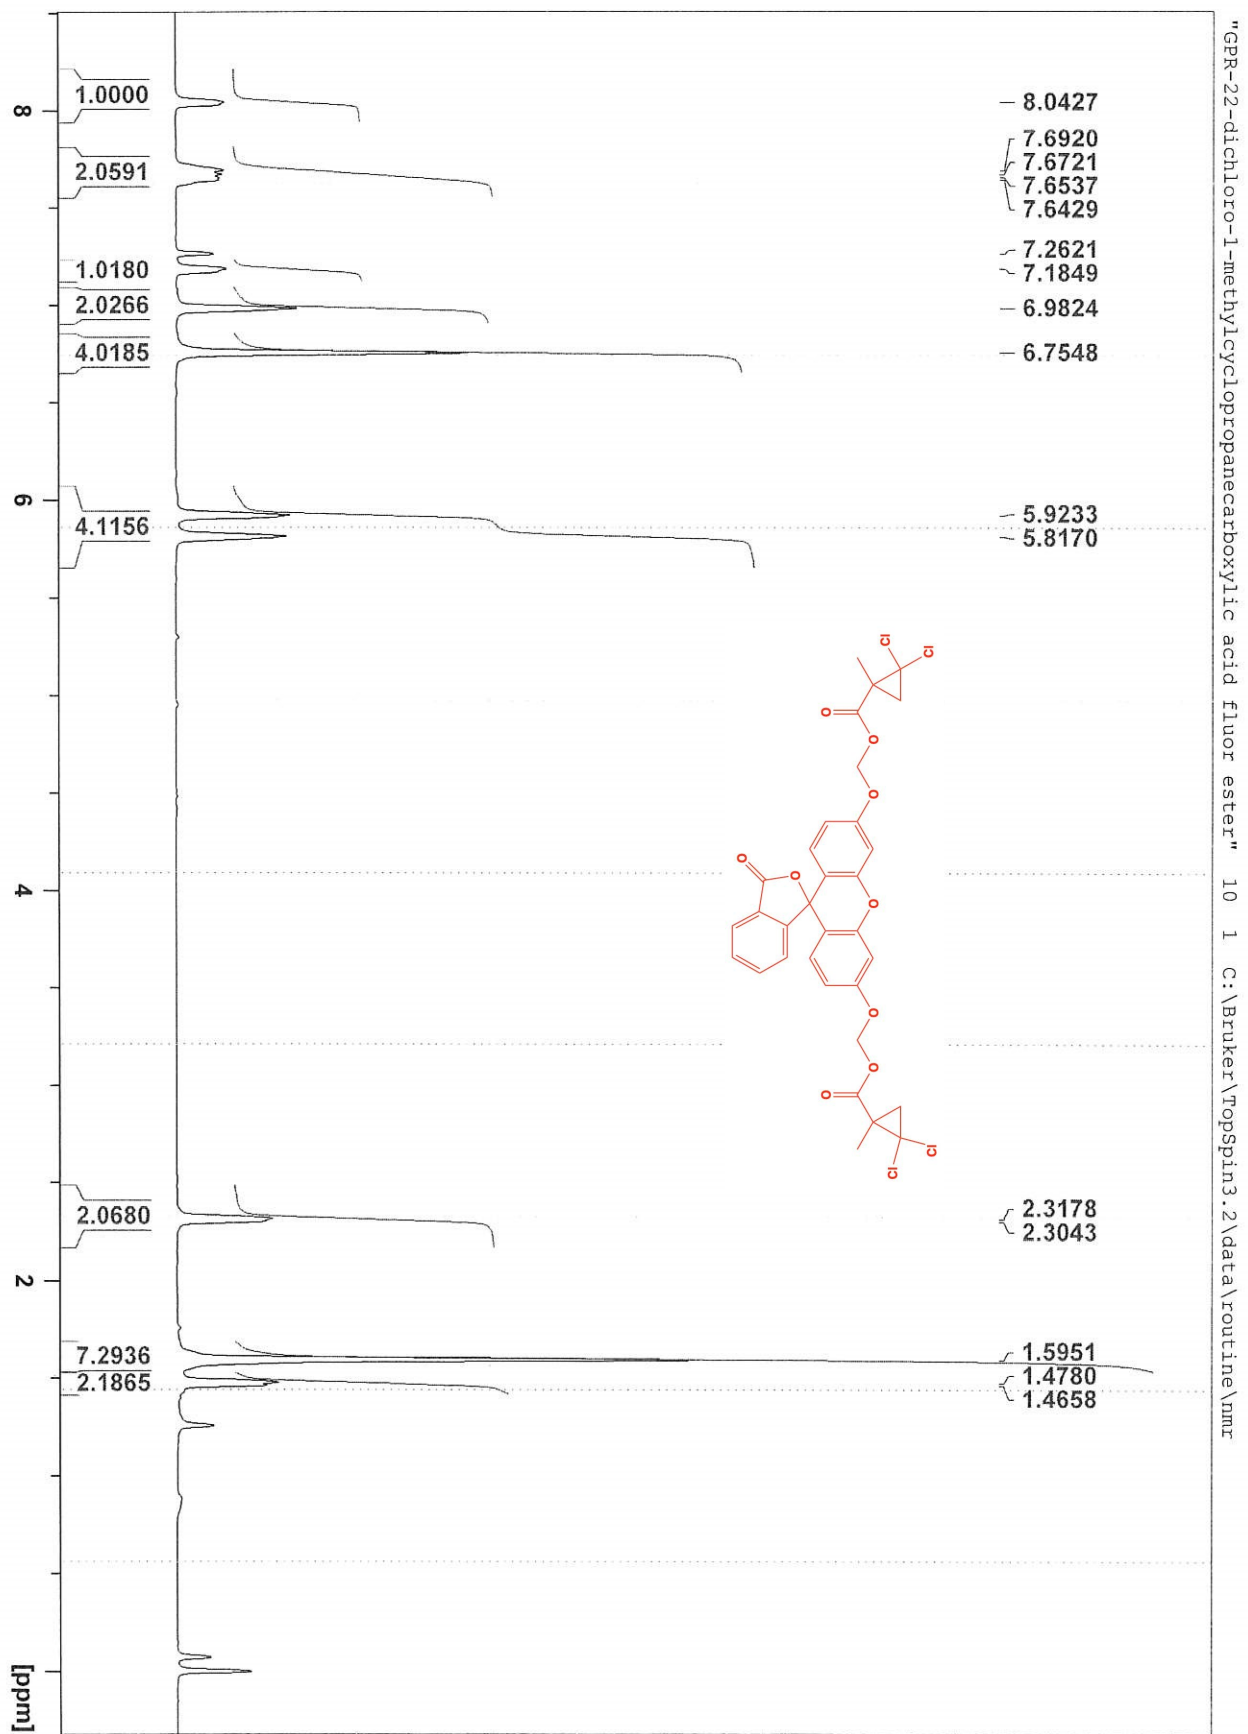 "GPR-22-dichloro-1-methylcyclopropanecarboxylic acid fluor ester" 10 1 C:\Bruker\TopSpin3.2\data\routine\nmr
8.0427
7.6920
7.6721
7.6537
7.6429
7.2621
7.1849
6.9824
6.7548
5.9233
5.8170
2.3178
2.3043
1.5951
1.4780
1.4658
Cl
Cl
O
O
O
O
O
O
O
O
O
Cl
Cl
1.0000
2.0591
1.0180
2.0266
4.0185
4.1156
2.0680
7.2936
2.1865
8
6
4
2
[ppm]